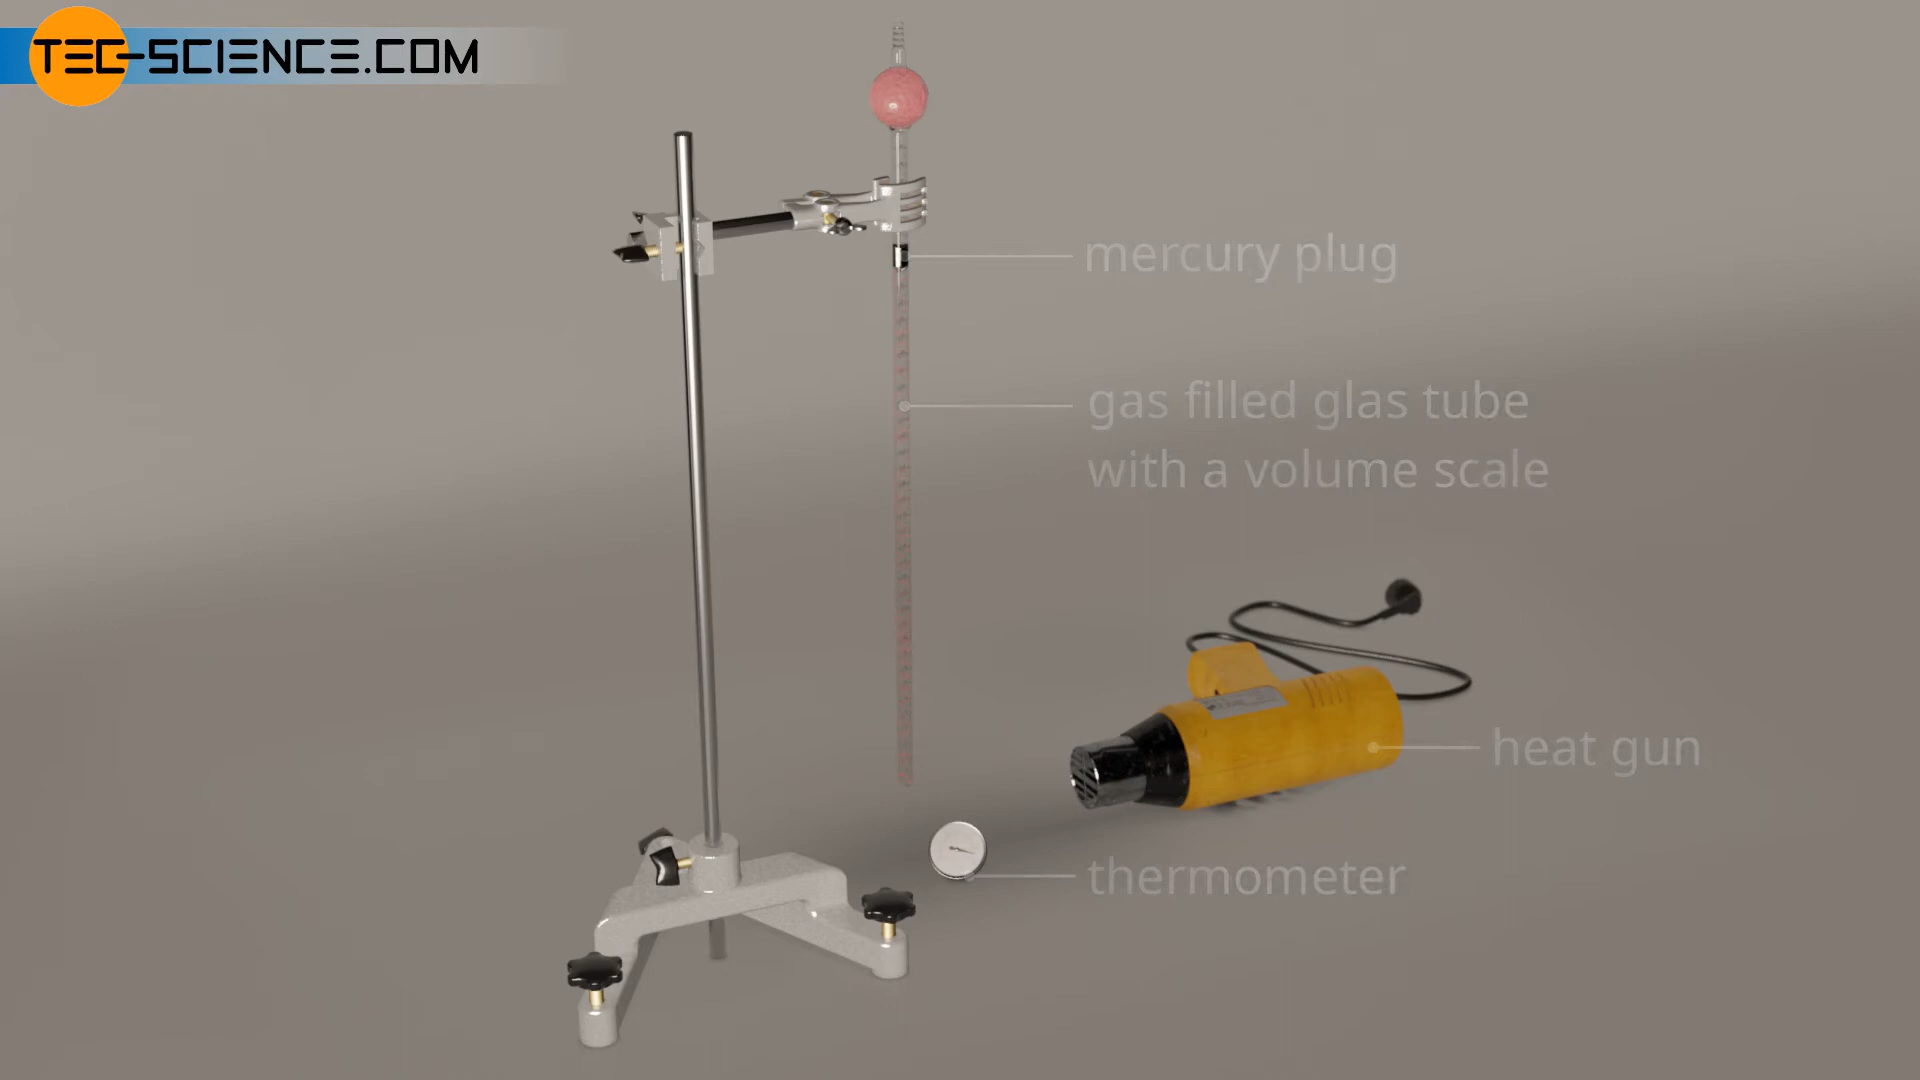 TEC-SCIENCE.COM
mercury plug
gas filled glas tube
with a volume scale
heat gun
thermometer